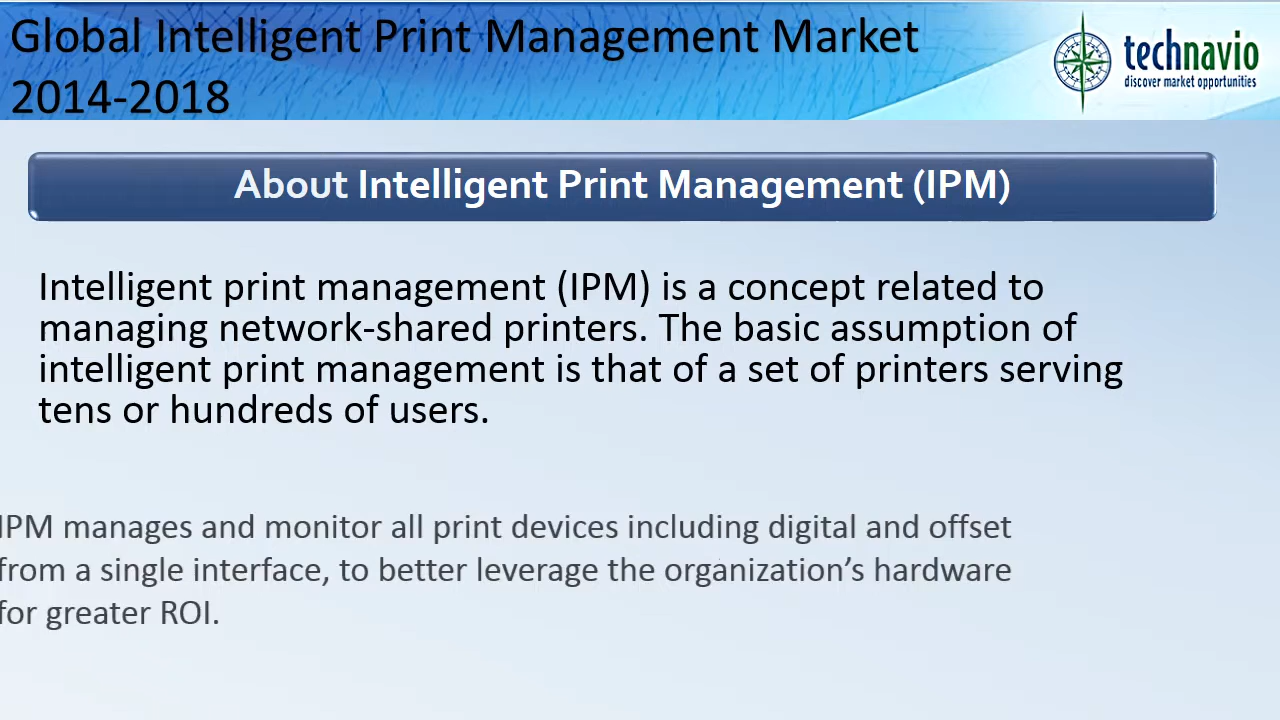 Global Intelligent Print Management Market
2014-2018
technavio
discover market opportunities
About Intelligent Print Management (IPM)
Intelligent print management (IPM) is a concept related to
managing network-shared printers. The basic assumption of
intelligent print management is that of a set of printers serving
tens or hundreds of users.
IPM manages and monitor all print devices including digital and offset
from a single interface, to better leverage the organization’s hardware
for greater ROI.